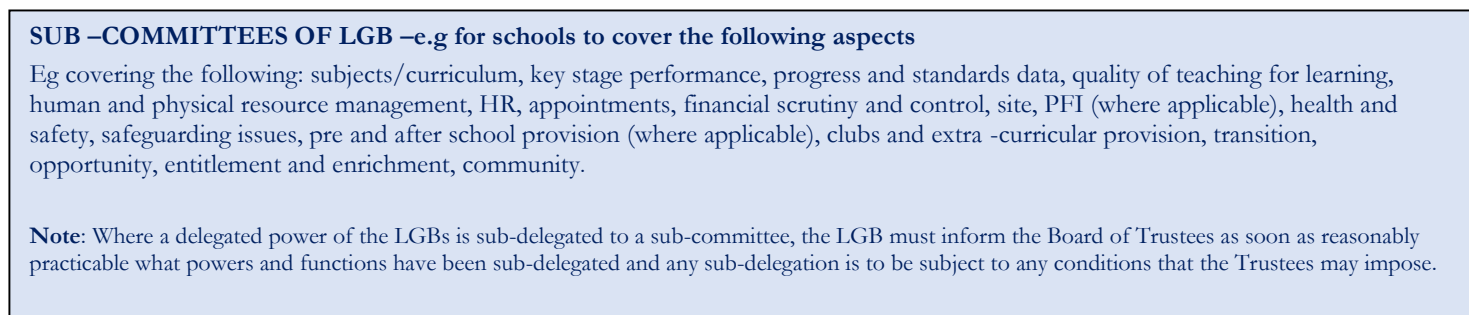 SUB –COMMITTEES OF LGB –e.g for schools to cover the following aspects
Eg covering the following: subjects/curriculum, key stage performance, progress and standards data, quality of teaching for learning,
human and physical resource management, HR, appointments, financial scrutiny and control, site, PFI (where applicable), health and
safety, safeguarding issues, pre and after school provision (where applicable), clubs and extra -curricular provision, transition,
opportunity, entitlement and enrichment, community.
Note: Where a delegated power of the LGBs is sub-delegated to a sub-committee, the LGB must inform the Board of Trustees as soon as reasonably
practicable what powers and functions have been sub-delegated and any sub-delegation is to be subject to any conditions that the Trustees may impose.